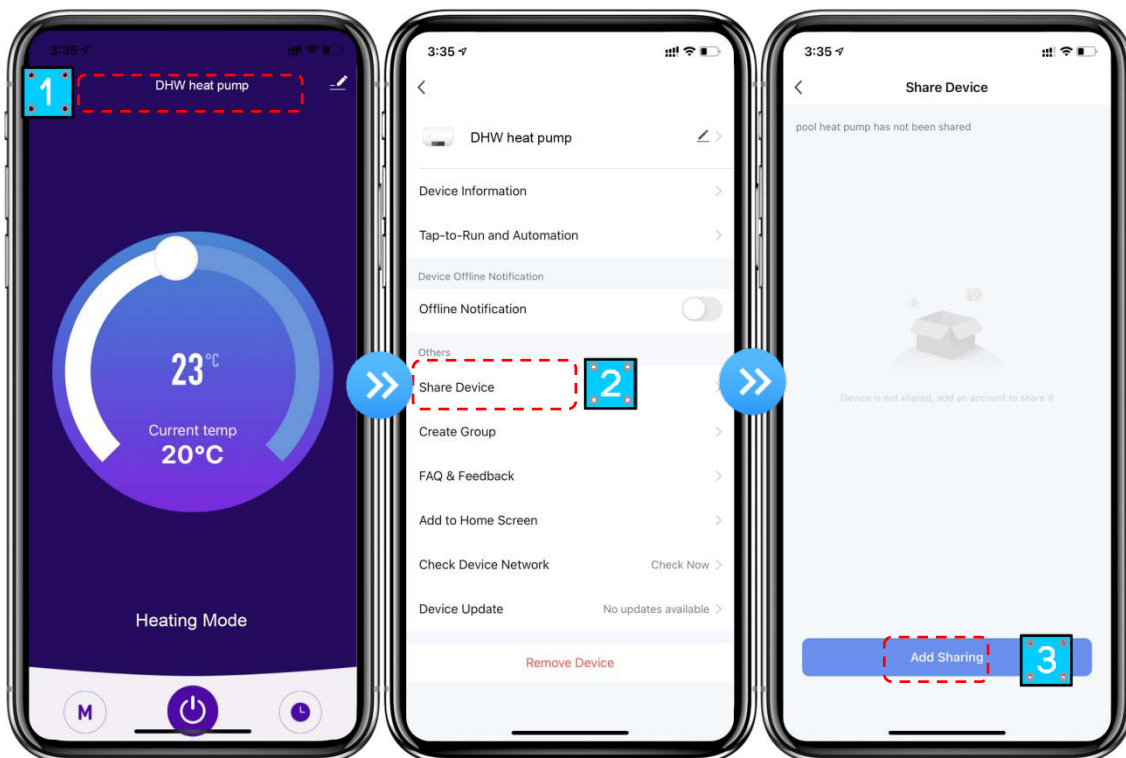 3:35
DHW heat pump
1
23°C
Current temp
20°C
Heating Mode
M
3:35
DHW heat pump
Device Information
Tap-to-Run and Automation
Device Offline Notification
Offline Notification
Others
Share Device
2
Create Group
FAQ & Feedback
Add to Home Screen
Check Device Network Check Now
Device Update No updates available
Remove Device
3:35
Share Device
pool heat pump has not been shared
Device is not shared, add an account to share it
Add Sharing
3